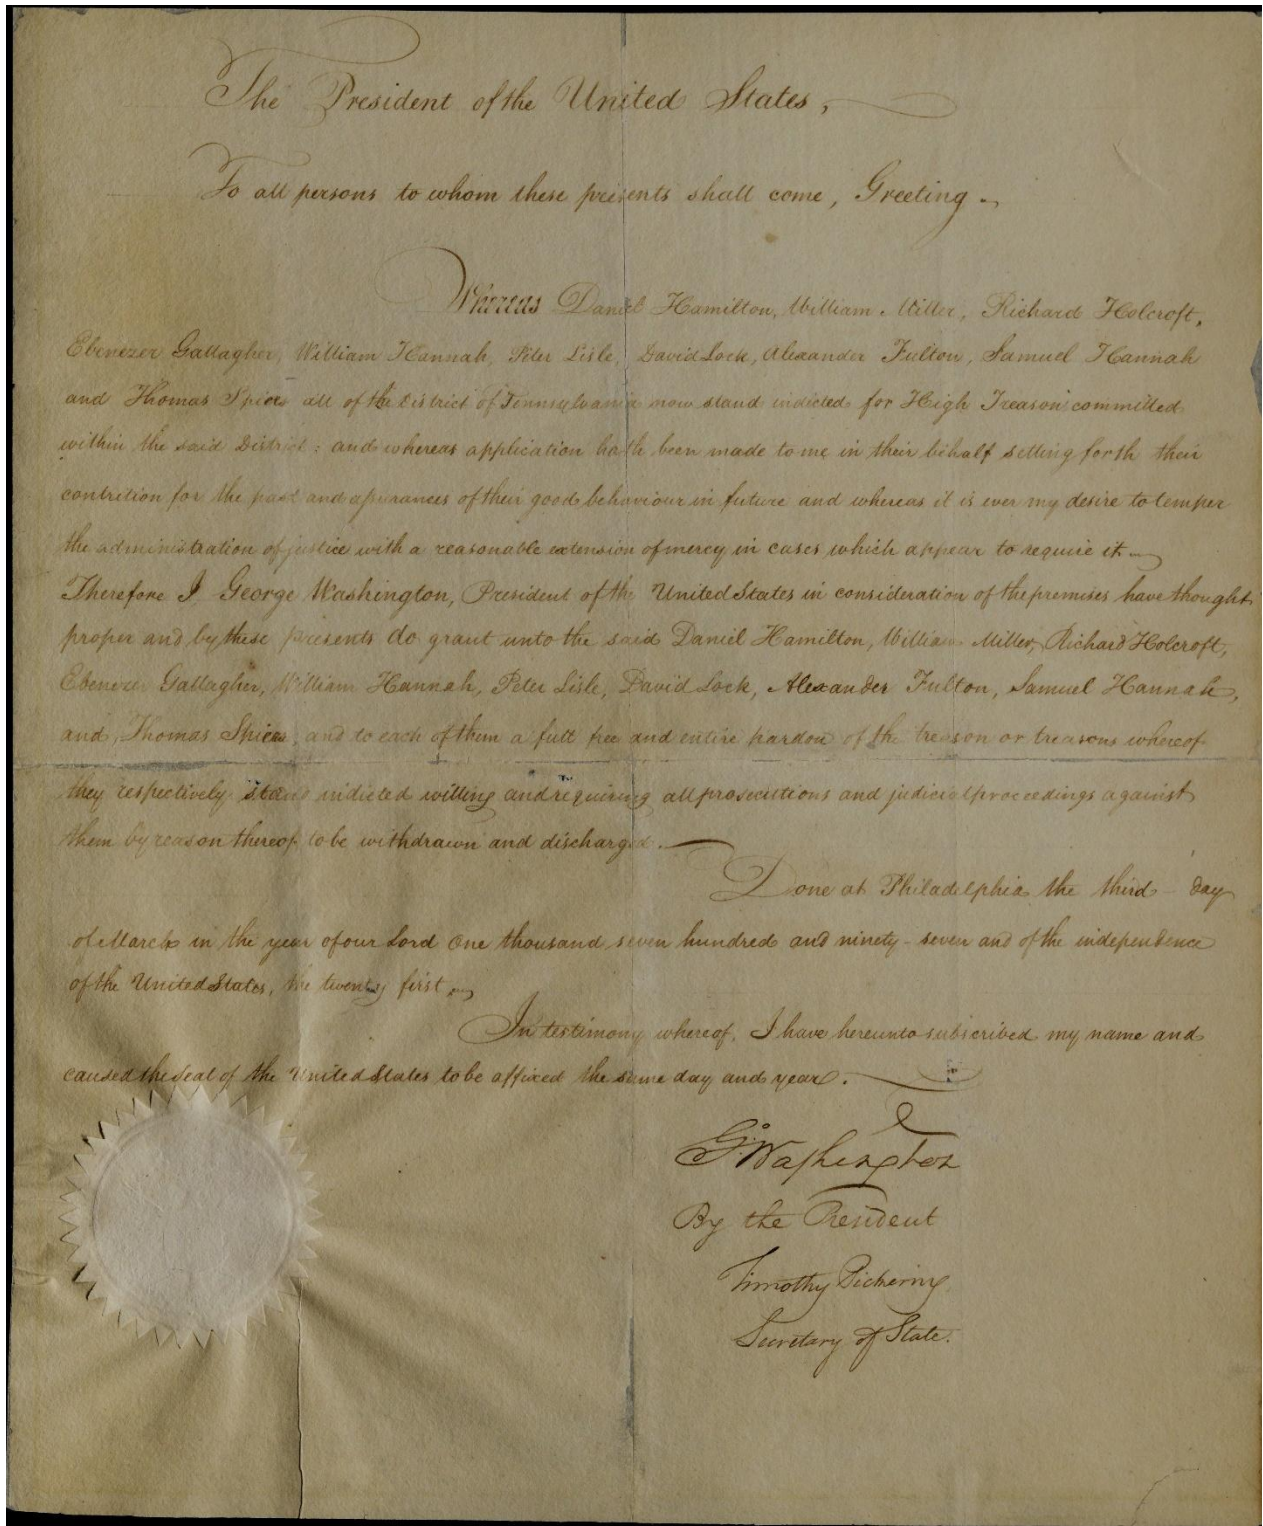 The President of the United States,
To all persons to whom these presents shall come, Greeting.
Whereas Daniel Hamilton, William Miller, Richard Holcroft,
Ebenezer Gallagher, William Hannah, Peter Lisle, David Lock, Alexander Fulton, Samuel Hannah
and Thomas Spiers all of the District of Pennsylvania now stand indicted for High Treason committed
within the said District: and whereas application hath been made to me in their behalf setting forth their
contrition for the past and assurances of their good behaviour in future and whereas it is ever my desire to temper
the administration of justice with a reasonable extension of mercy in cases which appear to require it
Therefore I George Washington, President of the United States in consideration of the premises have thought
proper and by these presents do grant unto the said Daniel Hamilton, William Miller, Richard Holcroft,
Ebenezer Gallagher, William Hannah, Peter Lisle, David Lock, Alexander Fulton, Samuel Hannah,
and, Thomas Spiers, and to each of them a full free and entire pardon of the treason or treasons whereof
they respectively stand indicted willing and requiring all prosecutions and judicial proceedings against
them by reason thereof to be withdrawn and discharged.
Done at Philadelphia the third day
of March in the year of our Lord One thousand seven hundred and ninety-seven and of the independence
of the United States, the twenty first
In testimony whereof, I have hereunto subscribed my name and
caused the Seal of the United States to be affixed the same day and year.
Go: Washington
By the President
Timothy Pickering
Secretary of State.